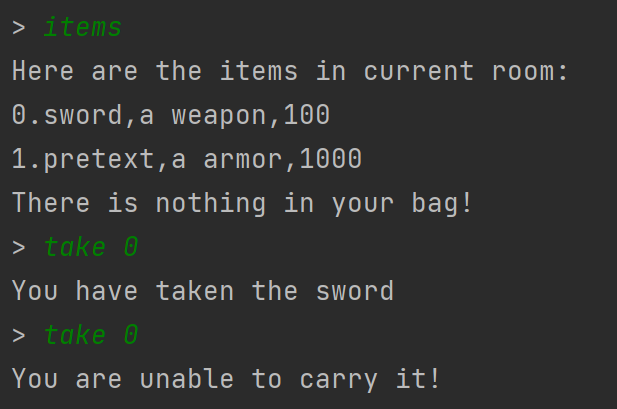 > items
Here are the items in current room:
0.sword,a weapon,100
1.pretext,a armor,1000
There is nothing in your bag!
> take 0
You have taken the sword
> take 0
You are unable to carry it!